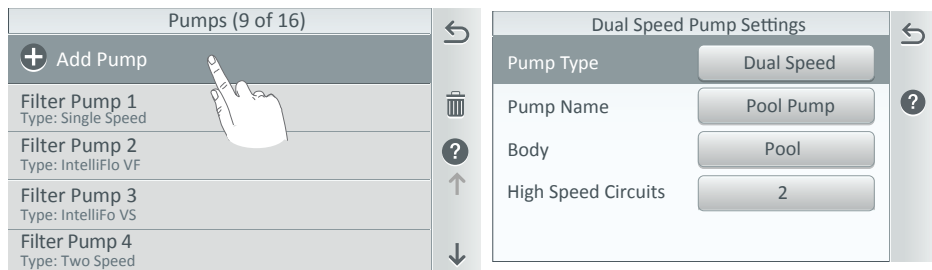 Pumps (9 of 16)
Add Pump
Filter Pump 1
Type: Single Speed
Filter Pump 2
Type: IntelliFlo VF
Filter Pump 3
Type: IntelliFo VS
Filter Pump 4
Type: Two Speed
Dual Speed Pump Settings
Pump Type Dual Speed
Pump Name Pool Pump
Body Pool
High Speed Circuits 2